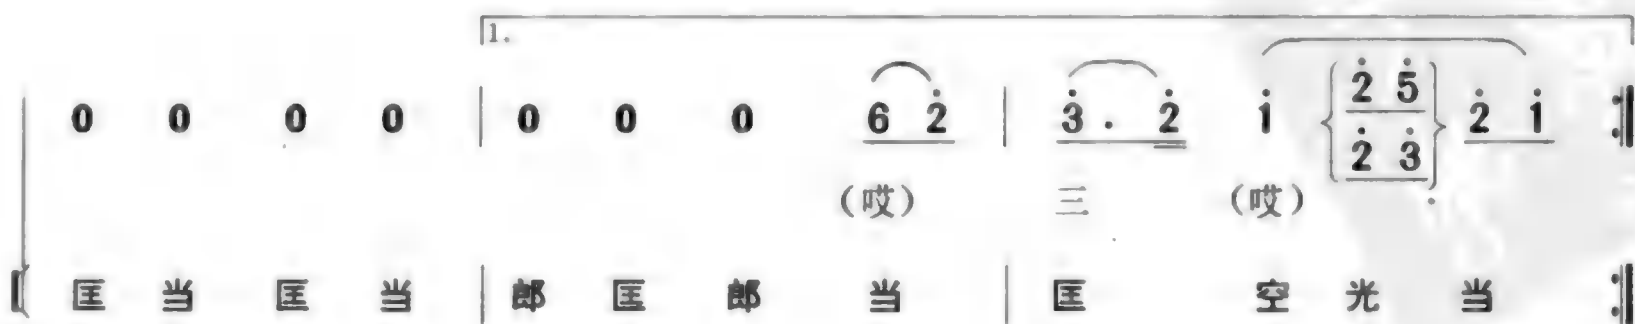 1.
0 0 0 0 | 0 0 0 6 2̇ | 3̇ . 2̇ 1̇ { 2̇ 5̇ } 2̇ 1̇ :‖
2̇ 3̇
(哎) 三 (哎)
匡 当 匡 当 | 郎 匡 郎 当 | 匡 空 光 当 :‖